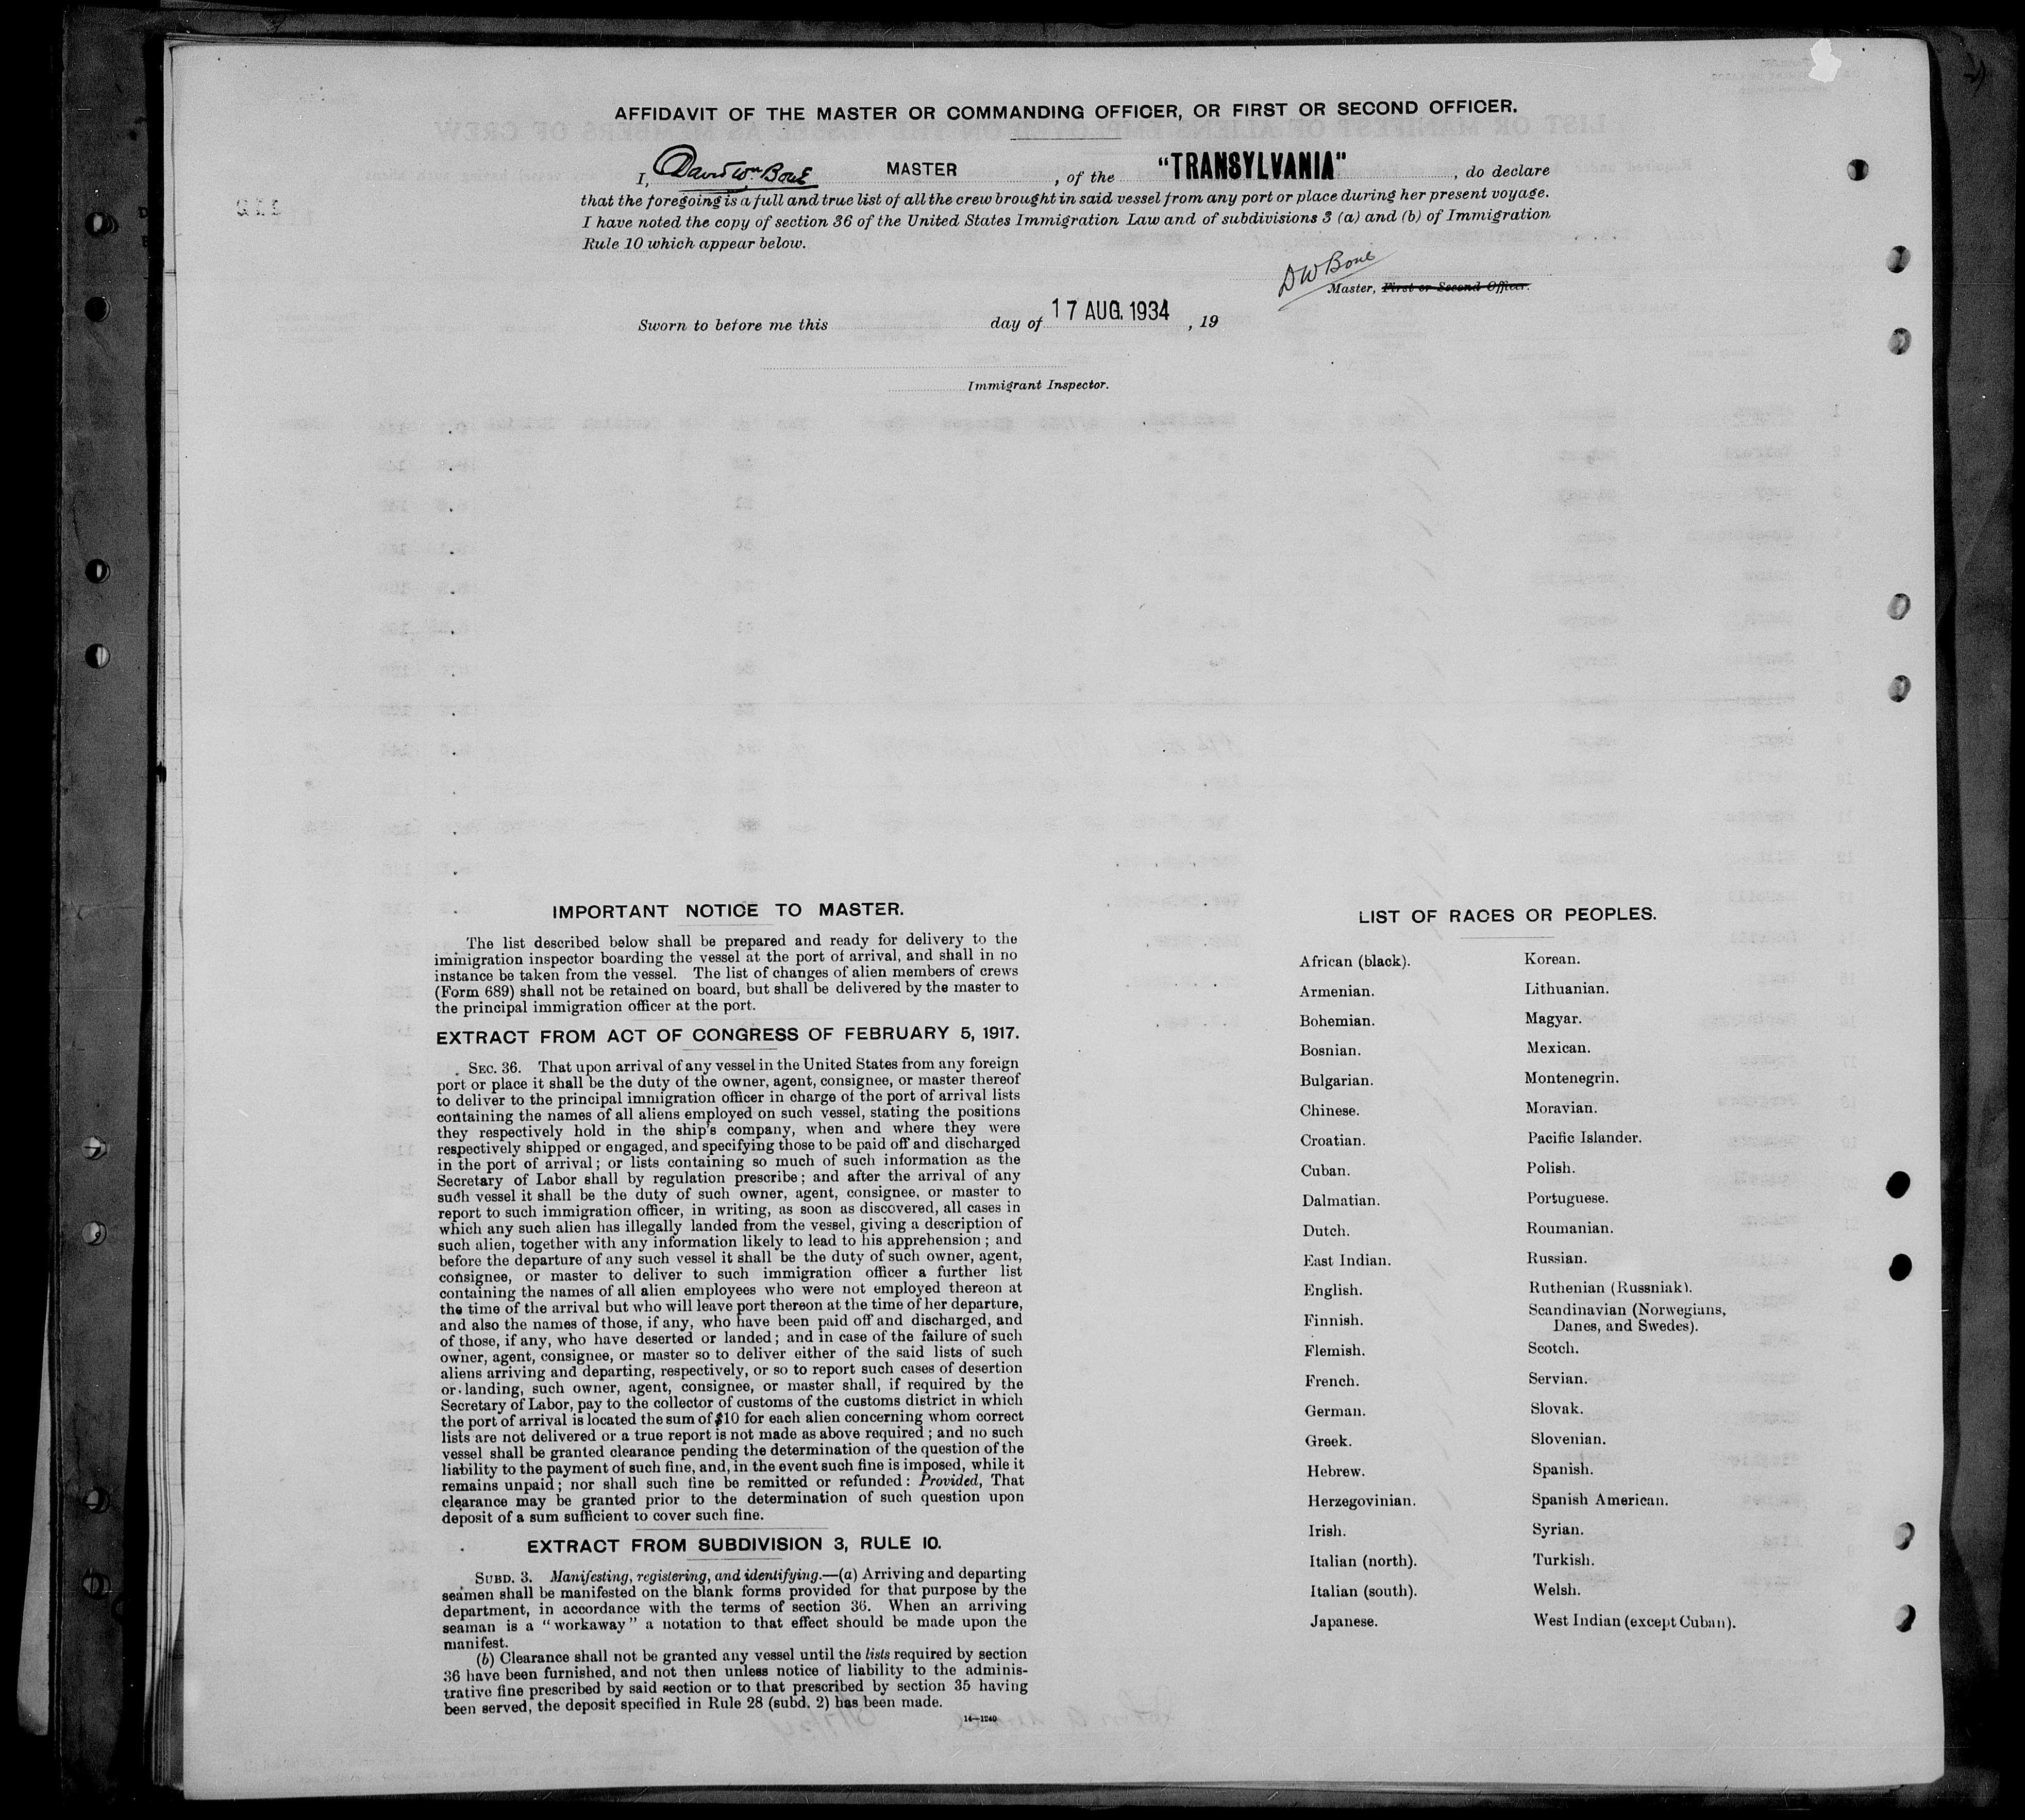 AFFIDAVIT OF THE MASTER OR COMMANDING OFFICER, OR FIRST OR SECOND OFFICER.
I, David Wm Bone MASTER, of the "TRANSYLVANIA", do declare
that the foregoing is a full and true list of all the crew brought in said vessel from any port or place during her present voyage.
I have noted the copy of section 36 of the United States Immigration Law and of subdivisions 3 (a) and (b) of Immigration
Rule 10 which appear below.
DW Bone
Master, First or Second Officer.
Sworn to before me this day of 17 AUG. 1934, 19
Immigrant Inspector.
IMPORTANT NOTICE TO MASTER.
The list described below shall be prepared and ready for delivery to the
immigration inspector boarding the vessel at the port of arrival, and shall in no
instance be taken from the vessel. The list of changes of alien members of crews
(Form 689) shall not be retained on board, but shall be delivered by the master to
the principal immigration officer at the port.
EXTRACT FROM ACT OF CONGRESS OF FEBRUARY 5, 1917.
SEC. 36. That upon arrival of any vessel in the United States from any foreign
port or place it shall be the duty of the owner, agent, consignee, or master thereof
to deliver to the principal immigration officer in charge of the port of arrival lists
containing the names of all aliens employed on such vessel, stating the positions
they respectively hold in the ship's company, when and where they were
respectively shipped or engaged, and specifying those to be paid off and discharged
in the port of arrival; or lists containing so much of such information as the
Secretary of Labor shall by regulation prescribe; and after the arrival of any
such vessel it shall be the duty of such owner, agent, consignee, or master to
report to such immigration officer, in writing, as soon as discovered, all cases in
which any such alien has illegally landed from the vessel, giving a description of
such alien, together with any information likely to lead to his apprehension; and
before the departure of any such vessel it shall be the duty of such owner, agent,
consignee, or master to deliver to such immigration officer a further list
containing the names of all alien employees who were not employed thereon at
the time of the arrival but who will leave port thereon at the time of her departure,
and also the names of those, if any, who have been paid off and discharged, and
of those, if any, who have deserted or landed; and in case of the failure of such
owner, agent, consignee, or master so to deliver either of the said lists of such
aliens arriving and departing, respectively, or so to report such cases of desertion
or landing, such owner, agent, consignee, or master shall, if required by the
Secretary of Labor, pay to the collector of customs of the customs district in which
the port of arrival is located the sum of $10 for each alien concerning whom correct
lists are not delivered or a true report is not made as above required; and no such
vessel shall be granted clearance pending the determination of the question of the
liability to the payment of such fine, and, in the event such fine is imposed, while it
remains unpaid; nor shall such fine be remitted or refunded: Provided, That
clearance may be granted prior to the determination of such question upon
deposit of a sum sufficient to cover such fine.
EXTRACT FROM SUBDIVISION 3, RULE 10.
SUBD. 3. Manifesting, registering, and identifying.—(a) Arriving and departing
seamen shall be manifested on the blank forms provided for that purpose by the
department, in accordance with the terms of section 36. When an arriving
seaman is a "workaway" a notation to that effect should be made upon the
manifest.
(b) Clearance shall not be granted any vessel until the lists required by section
36 have been furnished, and not then unless notice of liability to the adminis-
trative fine prescribed by said section or to that prescribed by section 35 having
been served, the deposit specified in Rule 28 (subd. 2) has been made.
14—1240
LIST OF RACES OR PEOPLES.
African (black).
Armenian.
Bohemian.
Bosnian.
Bulgarian.
Chinese.
Croatian.
Cuban.
Dalmatian.
Dutch.
East Indian.
English.
Finnish.
Flemish.
French.
German.
Greek.
Hebrew.
Herzegovinian.
Irish.
Italian (north).
Italian (south).
Japanese.
Korean.
Lithuanian.
Magyar.
Mexican.
Montenegrin.
Moravian.
Pacific Islander.
Polish.
Portuguese.
Roumanian.
Russian.
Ruthenian (Russniak).
Scandinavian (Norwegians,
Danes, and Swedes).
Scotch.
Servian.
Slovak.
Slovenian.
Spanish.
Spanish American.
Syrian.
Turkish.
Welsh.
West Indian (except Cuban).